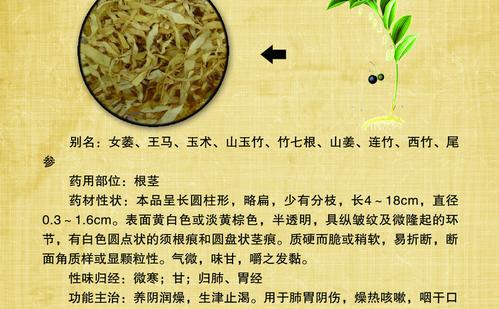 别名：女萎、王马、玉术、山玉竹、竹七根、山姜、连竹、西竹、尾
参
药用部位：根茎
药材性状：本品呈长圆柱形，略扁，少有分枝，长4～18cm，直径
0.3～1.6cm。表面黄白色或淡黄棕色，半透明，具纵皱纹及微隆起的环
节，有白色圆点状的须根痕和圆盘状茎痕。质硬而脆或稍软，易折断，断
面角质样或显颗粒性。气微，味甘，嚼之发黏。
性味归经：微寒；甘；归肺、胃经
功能主治：养阴润燥，生津止渴。用于肺胃阴伤，燥热咳嗽，咽干口